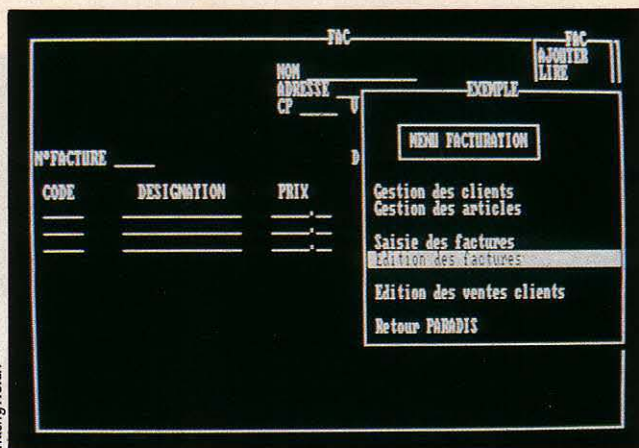 FAC
FAC
AJOUTER
LIRE
NOM
ADRESSE
CP
EXEMPLE
MENU FACTURATION
N°FACTURE
D
CODE DESIGNATION PRIX
Gestion des clients
Gestion des articles
Saisie des factures
Edition des factures
Edition des ventes clients
Retour PARADIS